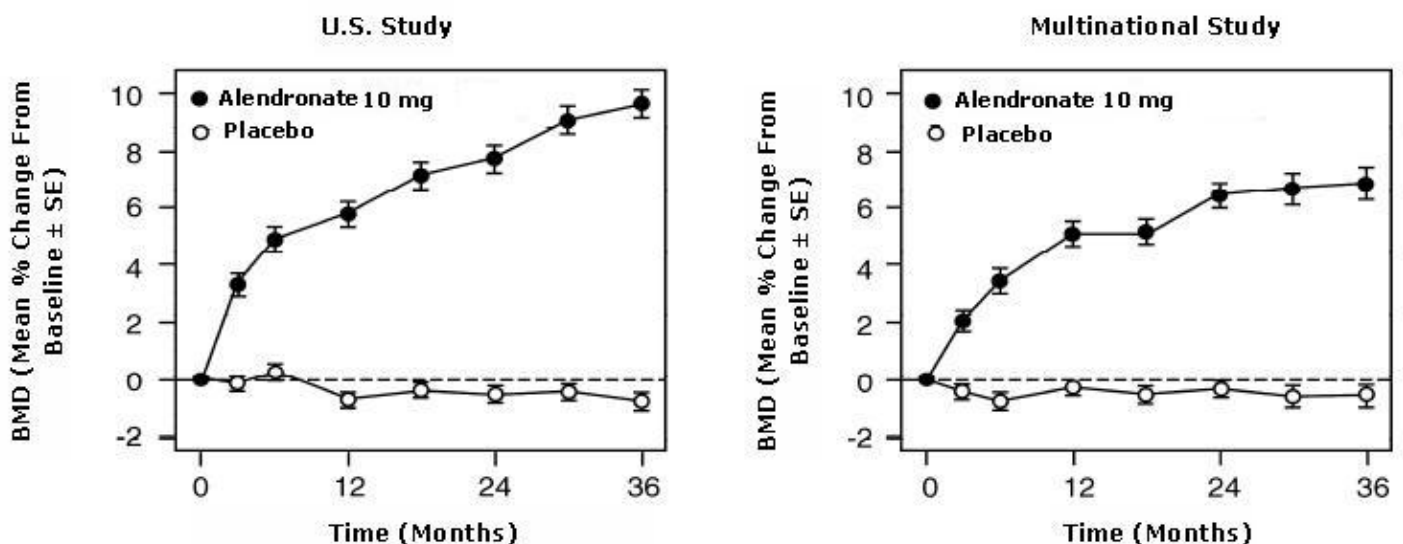 U.S. Study
BMD (Mean % Change From
Baseline ± SE)
10
8
6
4
2
0
-2
Alendronate 10 mg
Placebo
0
12
24
36
Time (Months)
Multinational Study
BMD (Mean % Change From
Baseline ± SE)
10
8
6
4
2
0
-2
Alendronate 10 mg
Placebo
0
12
24
36
Time (Months)